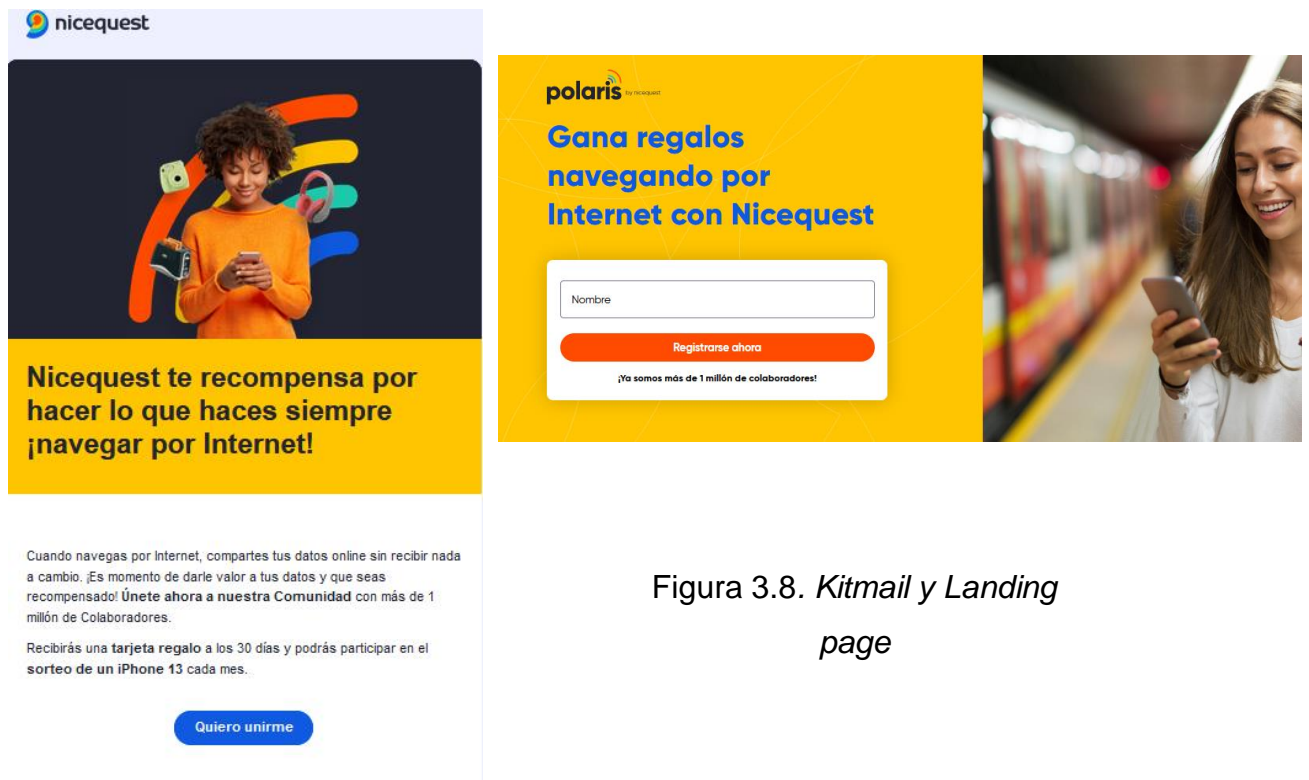 nicequest
Nicequest te recompensa por
hacer lo que haces siempre
¡navegar por Internet!
Cuando navegas por Internet, compartes tus datos online sin recibir nada
a cambio. ¡Es momento de darle valor a tus datos y que seas
recompensado! Únete ahora a nuestra Comunidad con más de 1
millón de Colaboradores.
Recibirás una tarjeta regalo a los 30 días y podrás participar en el
sorteo de un iPhone 13 cada mes.
Quiero unirme
polaris by nicequest
Gana regalos
navegando por
Internet con Nicequest
Nombre
Registrarse ahora
¡Ya somos más de 1 millón de colaboradores!
Figura 3.8. Kitmail y Landing
page